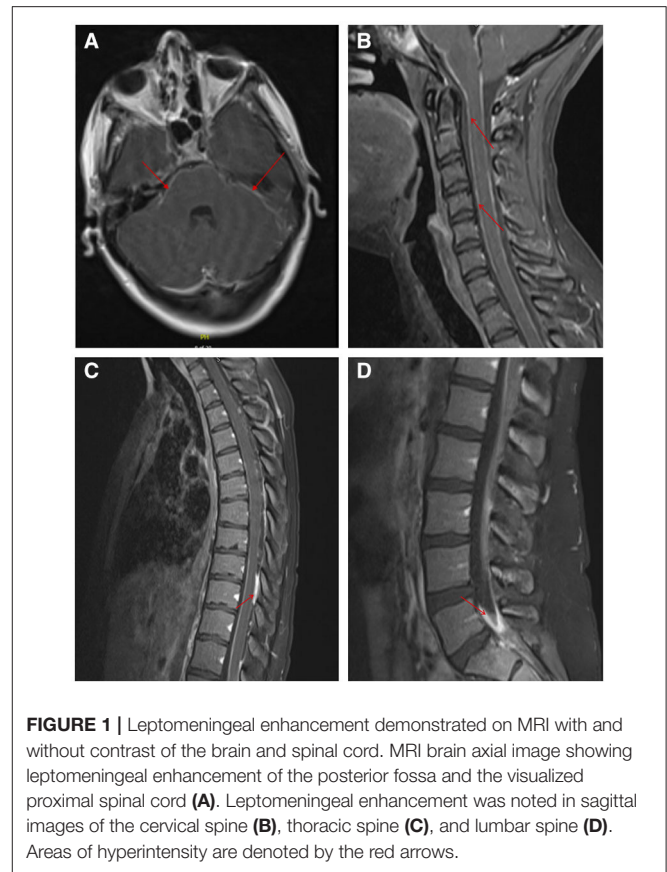 A
B
C
D
FIGURE 1 | Leptomeningeal enhancement demonstrated on MRI with and
without contrast of the brain and spinal cord. MRI brain axial image showing
leptomeningeal enhancement of the posterior fossa and the visualized
proximal spinal cord (A). Leptomeningeal enhancement was noted in sagittal
images of the cervical spine (B), thoracic spine (C), and lumbar spine (D).
Areas of hyperintensity are denoted by the red arrows.